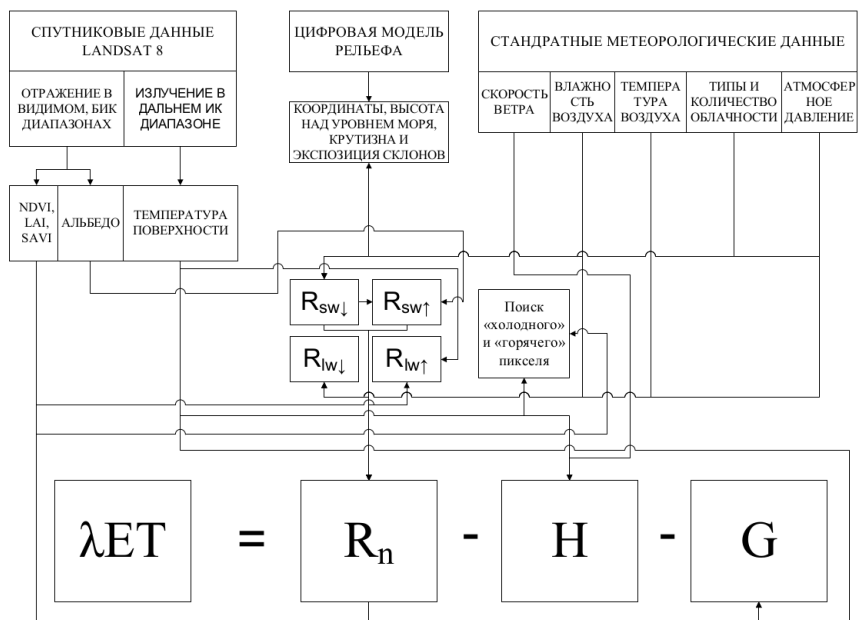 СПУТНИКОВЫЕ ДАННЫЕ
LANDSAT 8
ОТРАЖЕНИЕ В
ВИДИМОМ, БИК
ДИАПАЗОНАХ
ИЗЛУЧЕНИЕ В
ДАЛЬНЕМ ИК
ДИАПАЗОНЕ
ЦИФРОВАЯ МОДЕЛЬ
РЕЛЬЕФА
КООРДИНАТЫ, ВЫСОТА
НАД УРОВНЕМ МОРЯ,
КРУТИЗНА И
ЭКСПОЗИЦИЯ СКЛОНОВ
СТАНДРАТНЫЕ МЕТЕОРОЛОГИЧЕСКИЕ ДАННЫЕ
СКОРОСТЬ
ВЕТРА
ВЛАЖНО
СТЬ
ВОЗДУХА
ТЕМПЕРА
ТУРА
ВОЗДУХА
ТИПЫ И
КОЛИЧЕСТВО
ОБЛАЧНОСТИ
АТМОСФЕР
НОЕ
ДАВЛЕНИЕ
NDVI,
LAI,
SAVI
АЛЬБЕДО
ТЕМПЕРАТУРА
ПОВЕРХНОСТИ
Rsw↓
Rsw↑
Rlw↓
Rlw↑
Поиск
«холодного»
и «горячего»
пикселя
λET = Rn - H - G